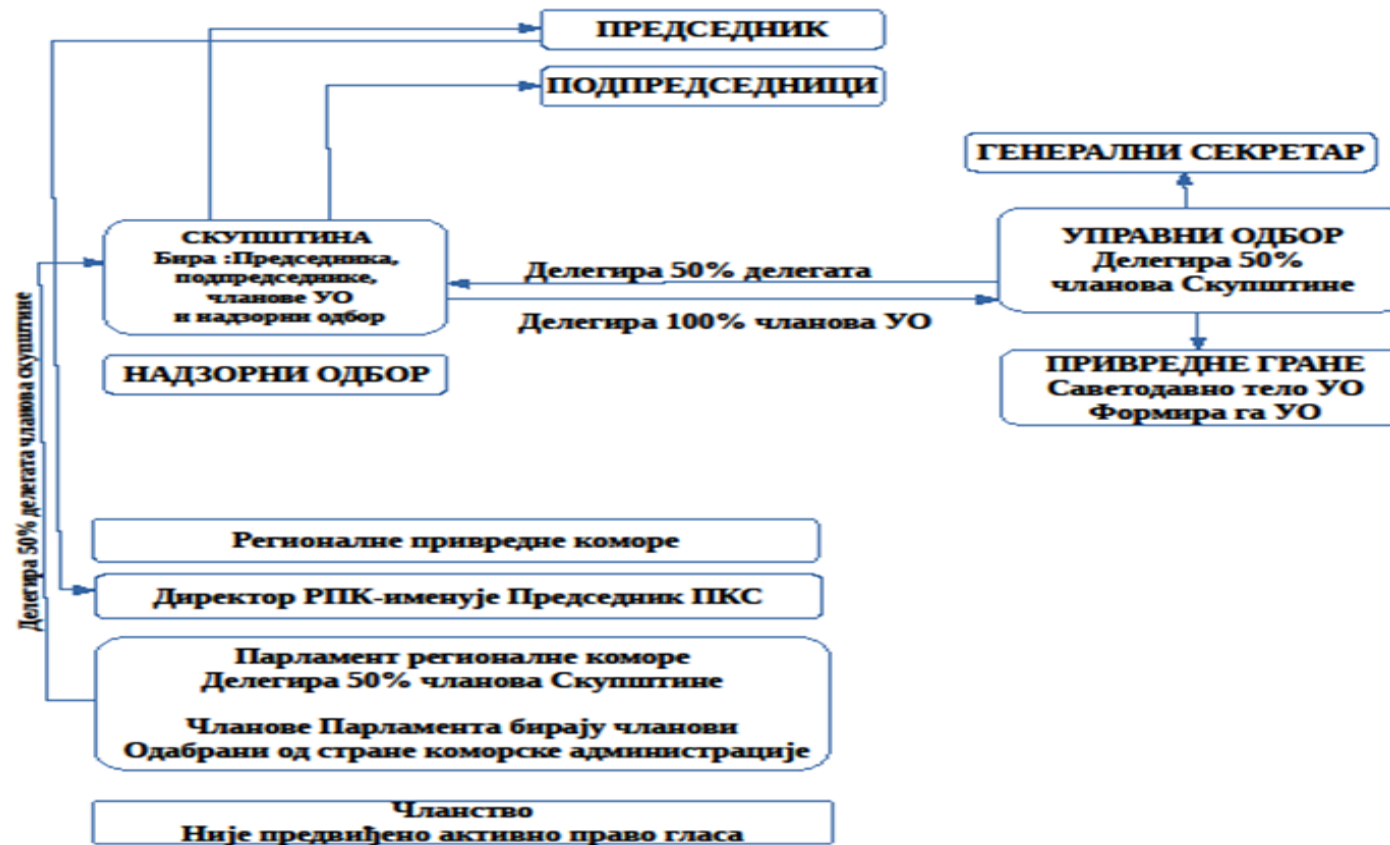 ПРЕДСЕДНИК
ПОДПРЕДСЕДНИЦИ
ГЕНЕРАЛНИ СЕКРЕТАР
СКУПШТИНА
Бира :Председника,
подпредседнике,
чланове УО
и надзорни одбор
Делегира 50% делегата
Делегира 100% чланова УО
УПРАВНИ ОДБОР
Делегира 50%
чланова Скупштине
НАДЗОРНИ ОДБОР
ПРИВРЕДНЕ ГРАНЕ
Саветодавно тело УО
Формира га УО
Делегира 50% делегата чланова скупштине
Регионалне привредне коморе
Директор РПК-именује Председник ПКС
Парламент регионалне коморе
Делегира 50% чланова Скупштине
Чланове Парламента бирају чланови
Одабрани од стране коморске администрације
Чланство
Није предвиђено активно право гласа